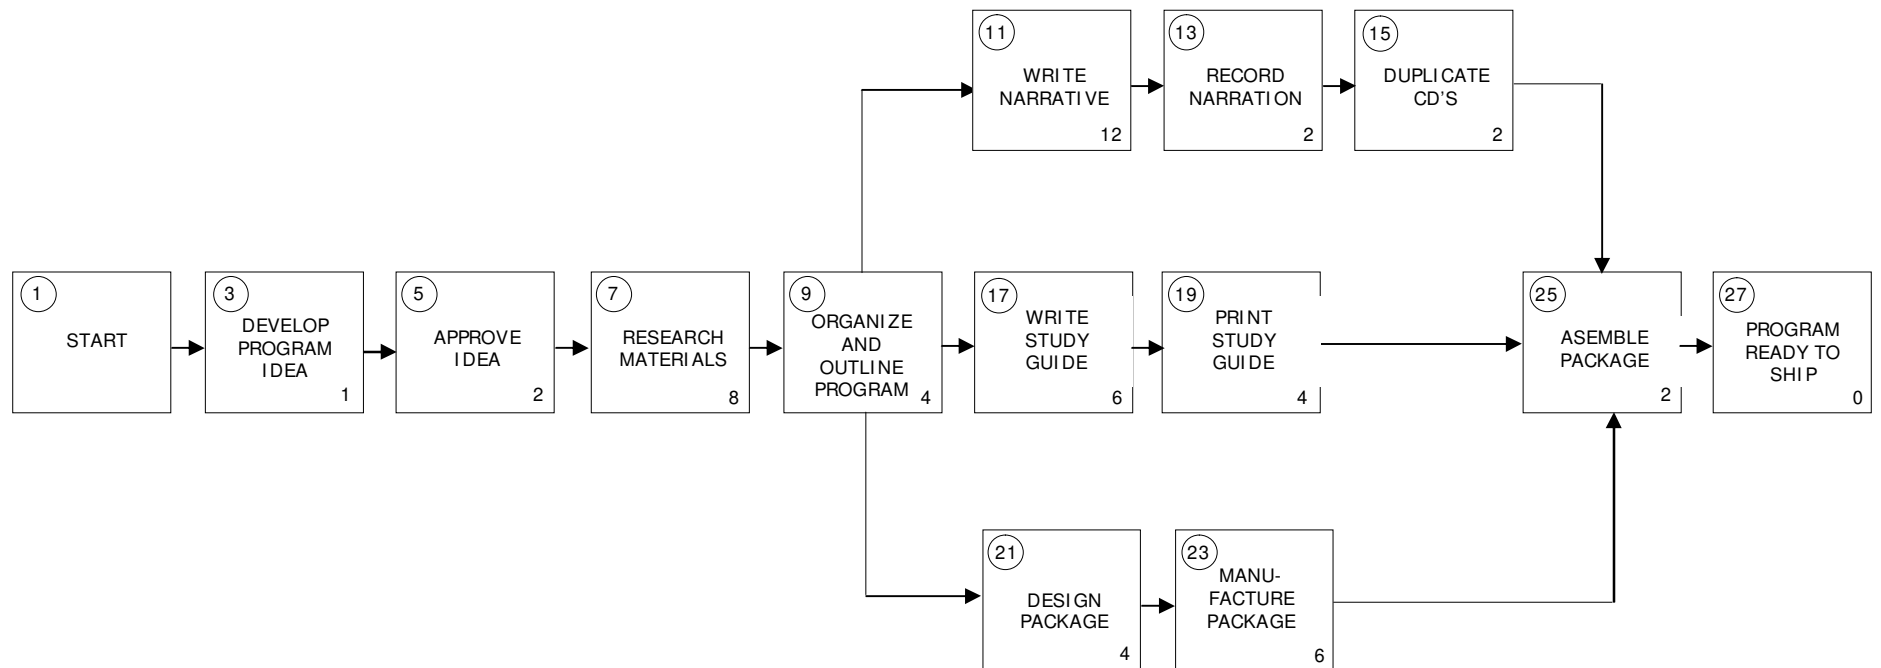 11
WRITE
NARRATIVE
12
13
RECORD
NARRATION
2
15
DUPLICATE
CD'S
2
1
START
3
DEVELOP
PROGRAM
IDEA
1
5
APPROVE
IDEA
2
7
RESEARCH
MATERIALS
8
9
ORGANIZE
AND
OUTLINE
PROGRAM
4
17
WRITE
STUDY
GUIDE
6
19
PRINT
STUDY
GUIDE
4
25
ASEMBLE
PACKAGE
2
27
PROGRAM
READY TO
SHIP
0
21
DESIGN
PACKAGE
4
23
MANU-
FACTURE
PACKAGE
6